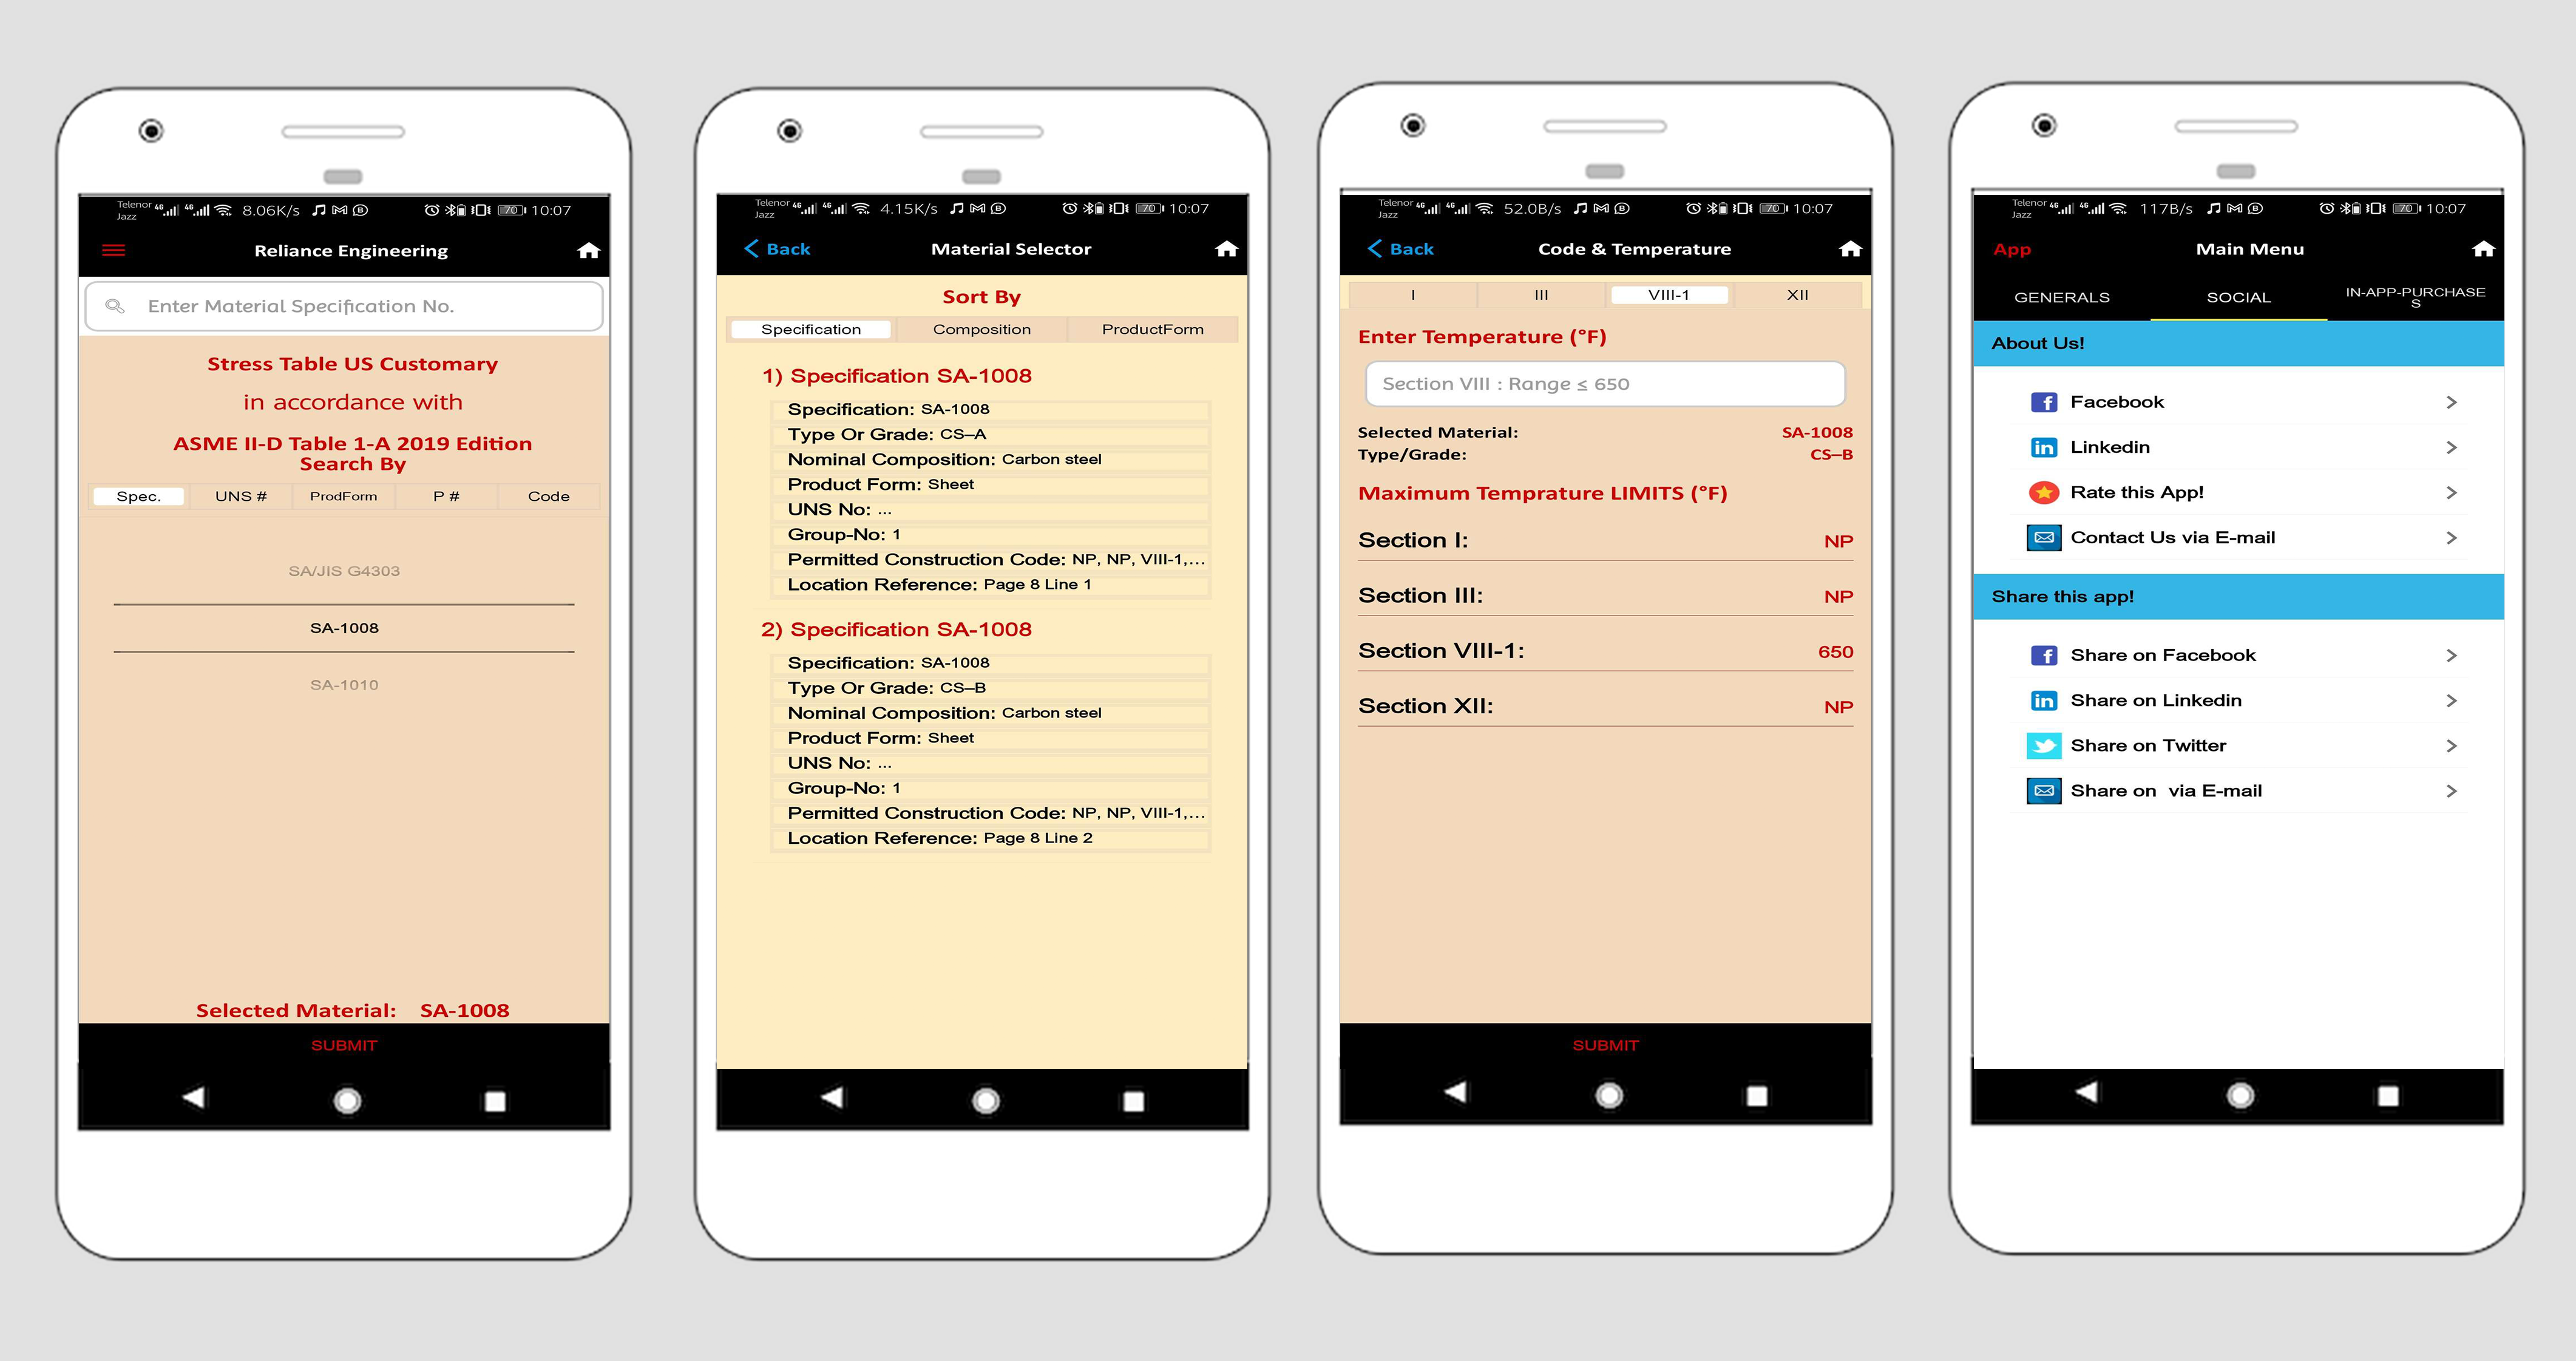 Telenor 4G 4G 8.06K/s 70 10:07
Jazz
Reliance Engineering
Enter Material Specification No.
Stress Table US Customary
in accordance with
ASME II-D Table 1-A 2019 Edition
Search By
Spec. UNS # ProdForm P # Code
SA/JIS G4303
SA-1008
SA-1010
Selected Material: SA-1008
SUBMIT
Telenor 4G 4G 4.15K/s 70 10:07
Jazz
Back Material Selector
Sort By
Specification Composition ProductForm
1) Specification SA-1008
Specification: SA-1008
Type Or Grade: CS–A
Nominal Composition: Carbon steel
Product Form: Sheet
UNS No: ...
Group-No: 1
Permitted Construction Code: NP, NP, VIII-1,...
Location Reference: Page 8 Line 1
2) Specification SA-1008
Specification: SA-1008
Type Or Grade: CS–B
Nominal Composition: Carbon steel
Product Form: Sheet
UNS No: ...
Group-No: 1
Permitted Construction Code: NP, NP, VIII-1,...
Location Reference: Page 8 Line 2
Telenor 4G 4G 52.0B/s 70 10:07
Jazz
Back Code & Temperature
I III VIII-1 XII
Enter Temperature (°F)
Section VIII : Range ≤ 650
Selected Material: SA-1008
Type/Grade: CS–B
Maximum Temprature LIMITS (°F)
Section I: NP
Section III: NP
Section VIII-1: 650
Section XII: NP
SUBMIT
Telenor 4G 4G 117B/s 70 10:07
Jazz
App Main Menu
GENERALS SOCIAL IN-APP-PURCHASE
S
About Us!
Facebook
Linkedin
Rate this App!
Contact Us via E-mail
Share this app!
Share on Facebook
Share on Linkedin
Share on Twitter
Share on  via E-mail